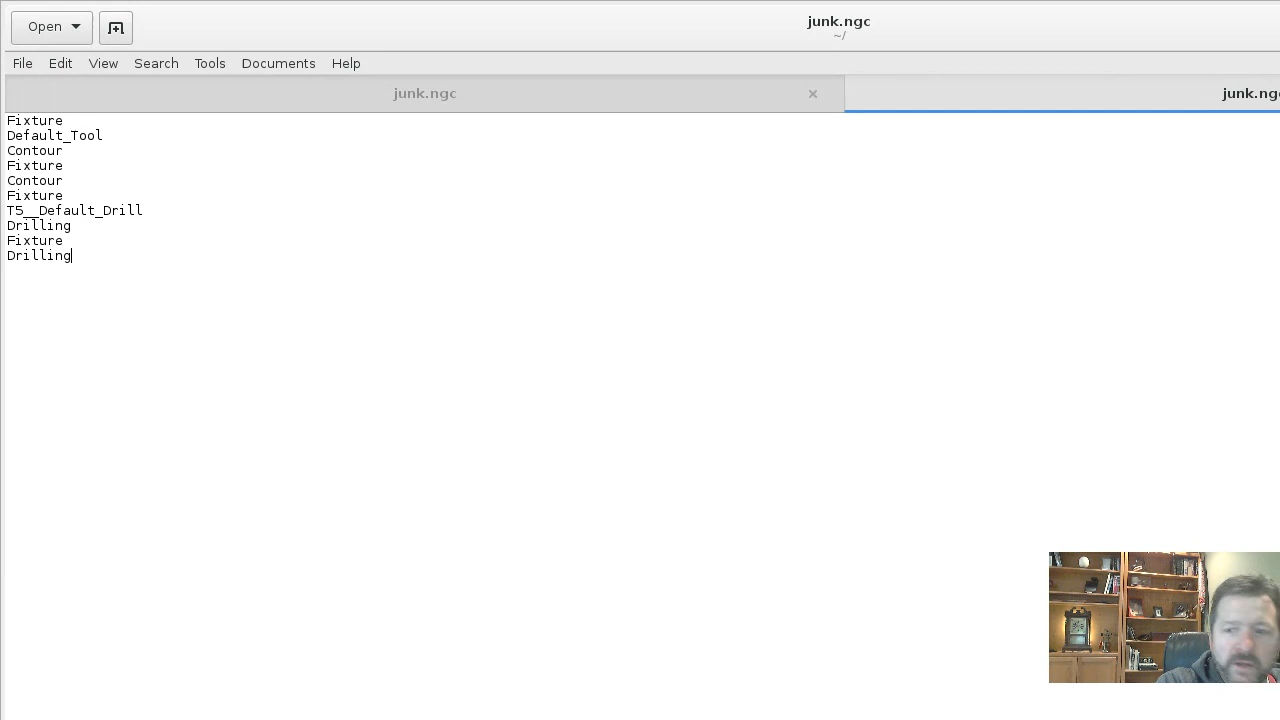 Open
junk.ngc
~/
File Edit View Search Tools Documents Help
junk.ngc ×
junk.ngc
Fixture
Default_Tool
Contour
Fixture
Contour
Fixture
T5__Default_Drill
Drilling
Fixture
Drilling